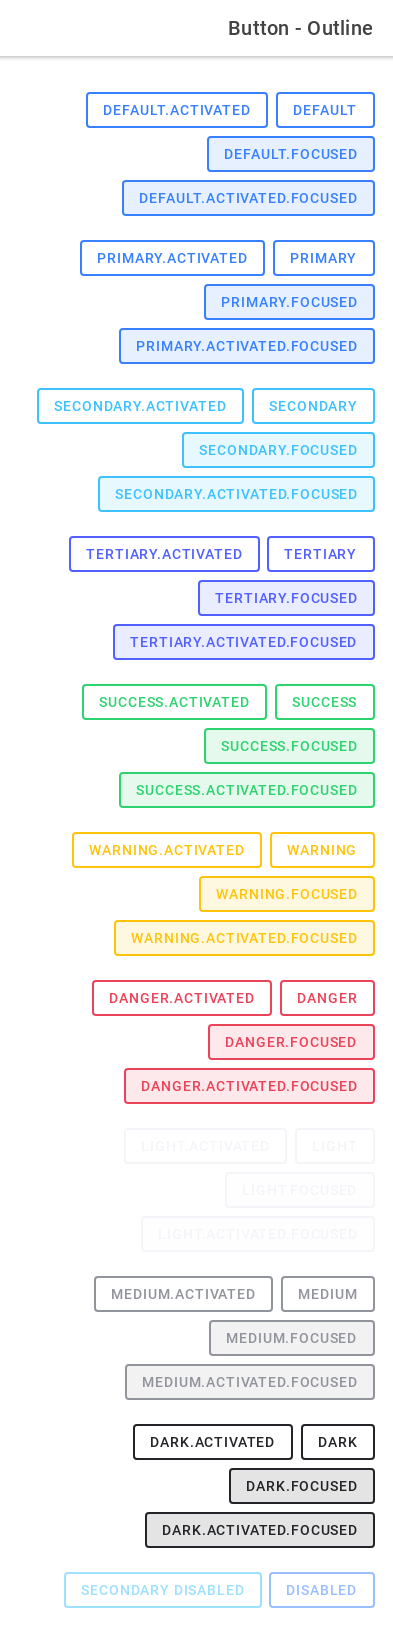 Button - Outline
DEFAULT.ACTIVATED DEFAULT
DEFAULT.FOCUSED
DEFAULT.ACTIVATED.FOCUSED
PRIMARY.ACTIVATED PRIMARY
PRIMARY.FOCUSED
PRIMARY.ACTIVATED.FOCUSED
SECONDARY.ACTIVATED SECONDARY
SECONDARY.FOCUSED
SECONDARY.ACTIVATED.FOCUSED
TERTIARY.ACTIVATED TERTIARY
TERTIARY.FOCUSED
TERTIARY.ACTIVATED.FOCUSED
SUCCESS.ACTIVATED SUCCESS
SUCCESS.FOCUSED
SUCCESS.ACTIVATED.FOCUSED
WARNING.ACTIVATED WARNING
WARNING.FOCUSED
WARNING.ACTIVATED.FOCUSED
DANGER.ACTIVATED DANGER
DANGER.FOCUSED
DANGER.ACTIVATED.FOCUSED
LIGHT.ACTIVATED LIGHT
LIGHT.FOCUSED
LIGHT.ACTIVATED.FOCUSED
MEDIUM.ACTIVATED MEDIUM
MEDIUM.FOCUSED
MEDIUM.ACTIVATED.FOCUSED
DARK.ACTIVATED DARK
DARK.FOCUSED
DARK.ACTIVATED.FOCUSED
SECONDARY DISABLED DISABLED